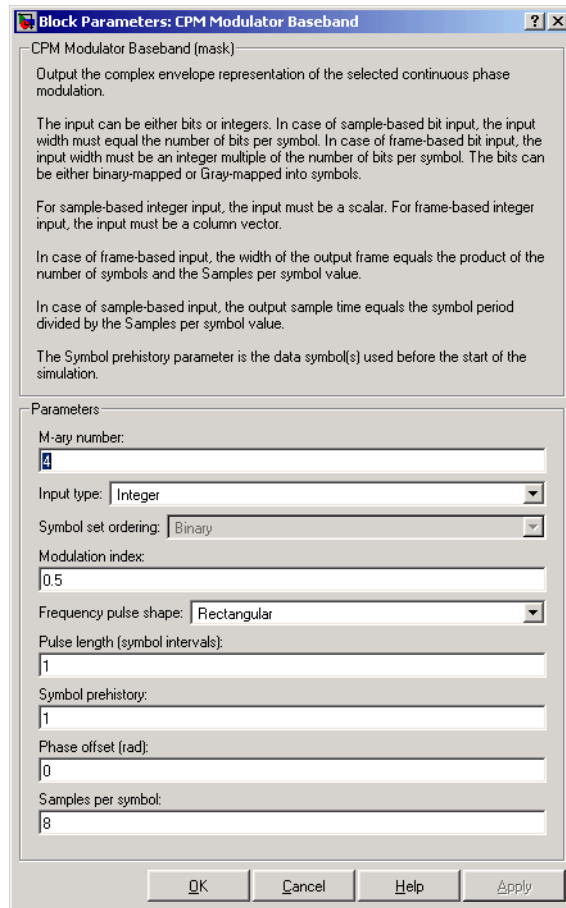 Block Parameters: CPM Modulator Baseband
CPM Modulator Baseband (mask)
Output the complex envelope representation of the selected continuous phase
modulation.
The input can be either bits or integers. In case of sample-based bit input, the input
width must equal the number of bits per symbol. In case of frame-based bit input, the
input width must be an integer multiple of the number of bits per symbol. The bits can
be either binary-mapped or Gray-mapped into symbols.
For sample-based integer input, the input must be a scalar. For frame-based integer
input, the input must be a column vector.
In case of frame-based input, the width of the output frame equals the product of the
number of symbols and the Samples per symbol value.
In case of sample-based input, the output sample time equals the symbol period
divided by the Samples per symbol value.
The Symbol prehistory parameter is the data symbol(s) used before the start of the
simulation.
Parameters
M-ary number:
4
Input type: Integer
Symbol set ordering: Binary
Modulation index:
0.5
Frequency pulse shape: Rectangular
Pulse length (symbol intervals):
1
Symbol prehistory:
1
Phase offset (rad):
0
Samples per symbol:
8
OK Cancel Help Apply